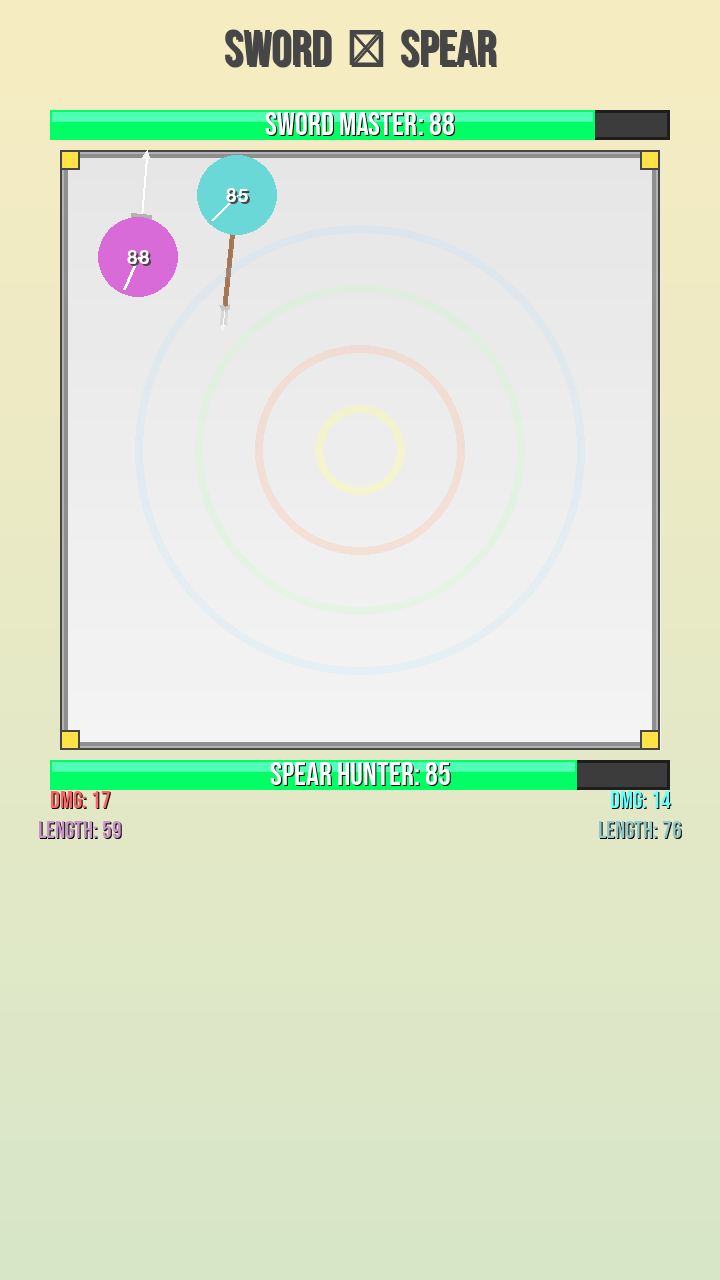 SWORD ☒ SPEAR
SWORD MASTER: 88
85
88
SPEAR HUNTER: 85
DMG: 17
DMG: 14
LENGTH: 59
LENGTH: 76